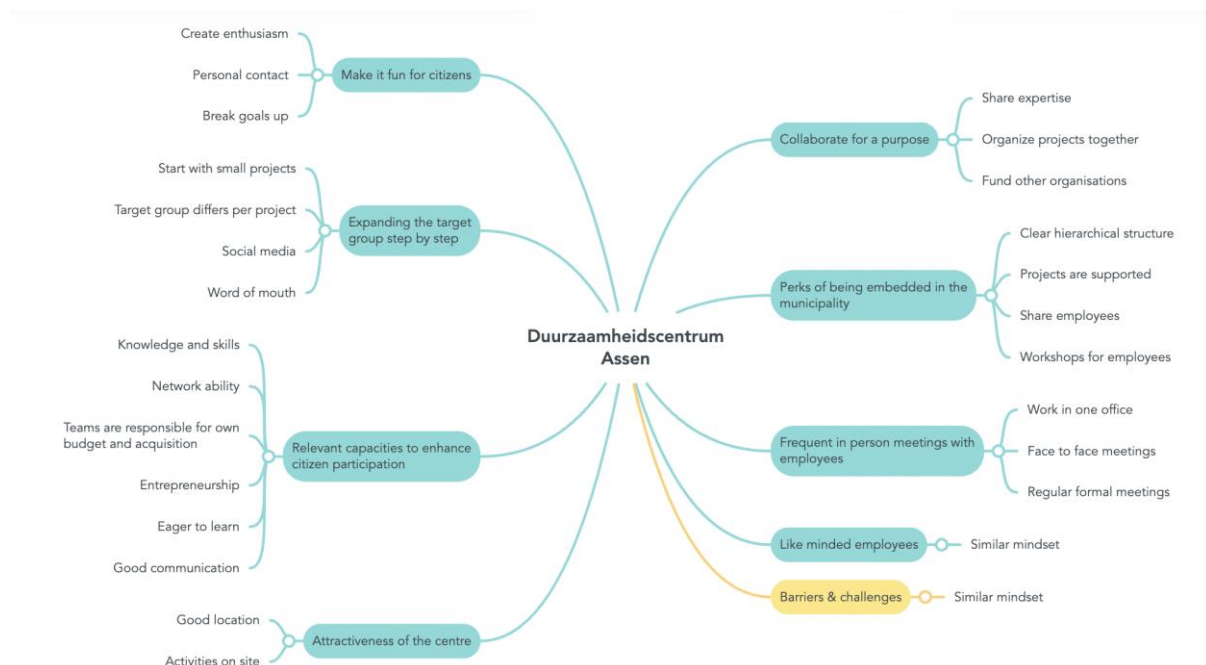 Create enthusiasm
Personal contact
Break goals up
Make it fun for citizens
Start with small projects
Target group differs per project
Social media
Word of mouth
Expanding the target
group step by step
Knowledge and skills
Network ability
Teams are responsible for own
budget and acquisition
Entrepreneurship
Eager to learn
Good communication
Relevant capacities to enhance
citizen participation
Good location
Activities on site
Attractiveness of the centre
Duurzaamheidscentrum
Assen
Collaborate for a purpose
Share expertise
Organize projects together
Fund other organisations
Perks of being embedded in the
municipality
Clear hierarchical structure
Projects are supported
Share employees
Workshops for employees
Frequent in person meetings with
employees
Work in one office
Face to face meetings
Regular formal meetings
Like minded employees
Similar mindset
Barriers & challenges
Similar mindset